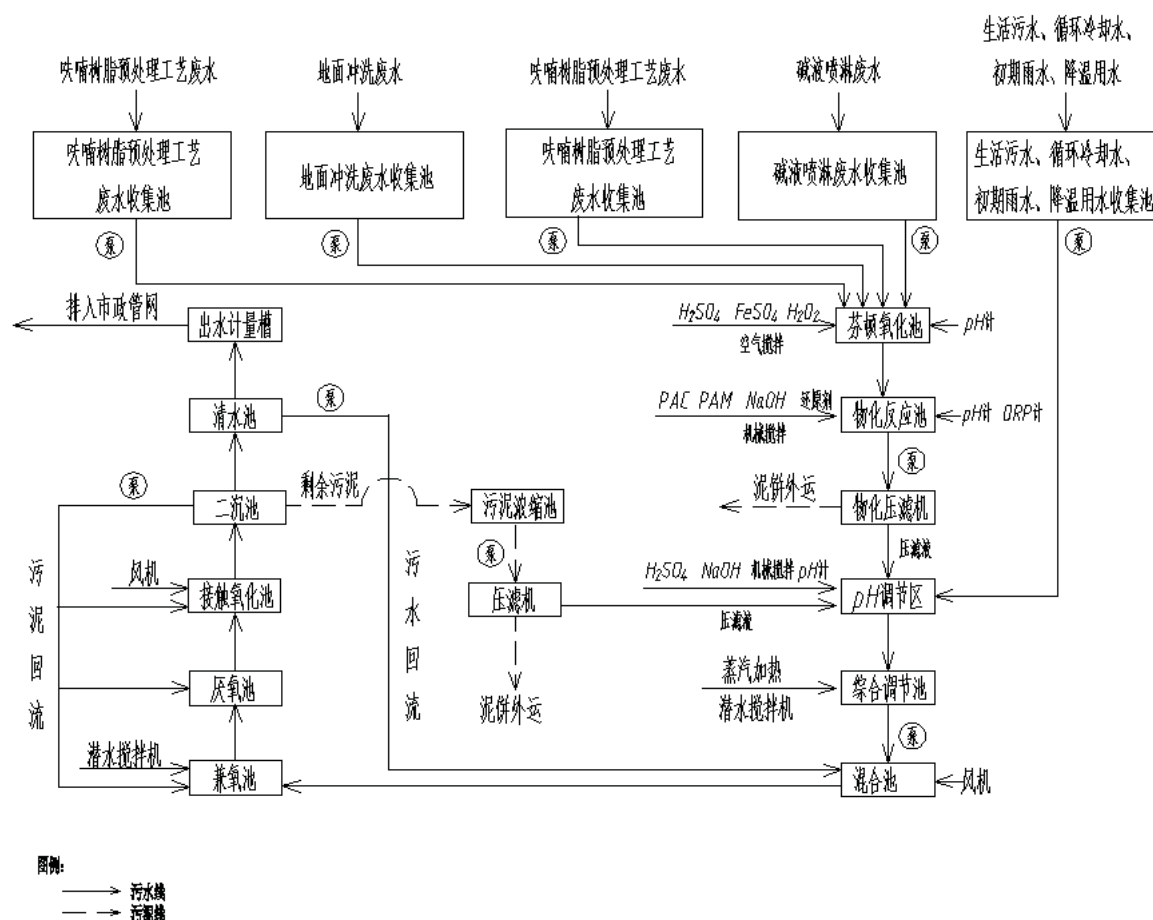 生活污水、循环冷却水、
呋喃树脂预处理工艺废水
地面冲洗废水
呋喃树脂预处理工艺废水
碱液喷淋废水
初期雨水、降温用水
呋喃树脂预处理工艺
废水收集池
地面冲洗废水收集池
呋喃树脂预处理工艺
废水收集池
碱液喷淋废水收集池
生活污水、循环冷却水、
初期雨水、降温用水收集池
泵
泵
泵
泵
泵
排入市政管网
出水计量槽
H₂SO₄ FeSO₄ H₂O₂
空气搅拌
芬顿氧化池
pH计
清水池
泵
PAC PAM NaOH 还原剂
机械搅拌
物化反应池
pH计 ORP计
泵
泵
二沉池
剩余污泥
污泥浓缩池
泥饼外运
物化压滤机
压滤液
污泥回流
风机
接触氧化池
污水回流
泵
压滤机
H₂SO₄ NaOH 机械搅拌 pH计
压滤液
pH调节区
厌氧池
泥饼外运
蒸汽加热
潜水搅拌机
综合调节池
泵
潜水搅拌机
兼氧池
混合池
风机
图例:
污水线
污泥线